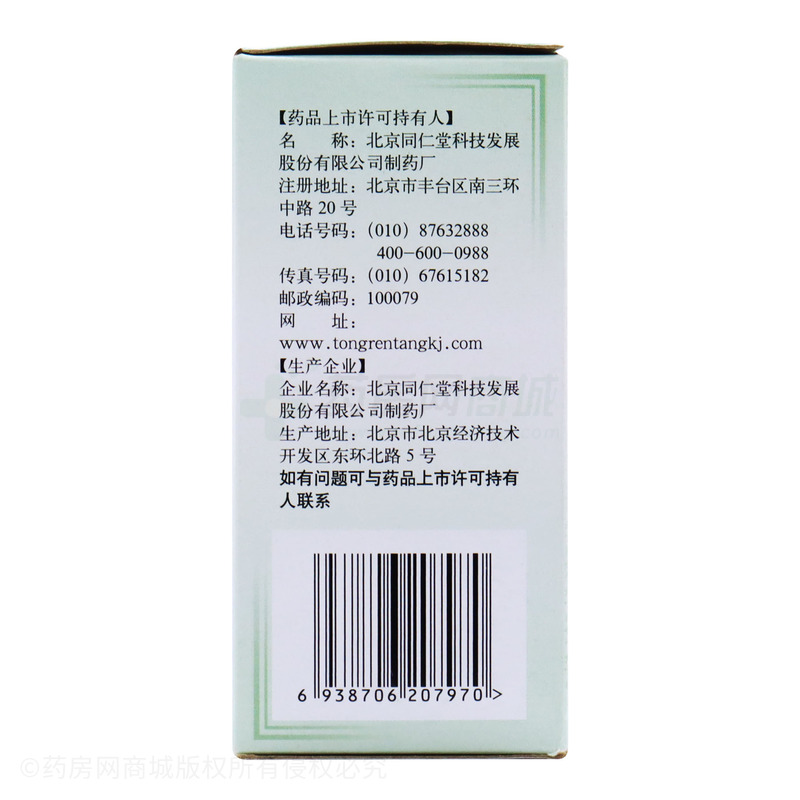 【药品上市许可持有人】
名　　称：北京同仁堂科技发展
股份有限公司制药厂
注册地址：北京市丰台区南三环
中路 20 号
电话号码：（010）87632888
400-600-0988
传真号码：（010）67615182
邮政编码：100079
网　　址：
www.tongrentangkj.com
【生产企业】
企业名称：北京同仁堂科技发展
股份有限公司制药厂
生产地址：北京市北京经济技术
开发区东环北路 5 号
如有问题可与药品上市许可持有
人联系
药房网商城
6 938706 207970 >
©药房网商城版权所有侵权必究